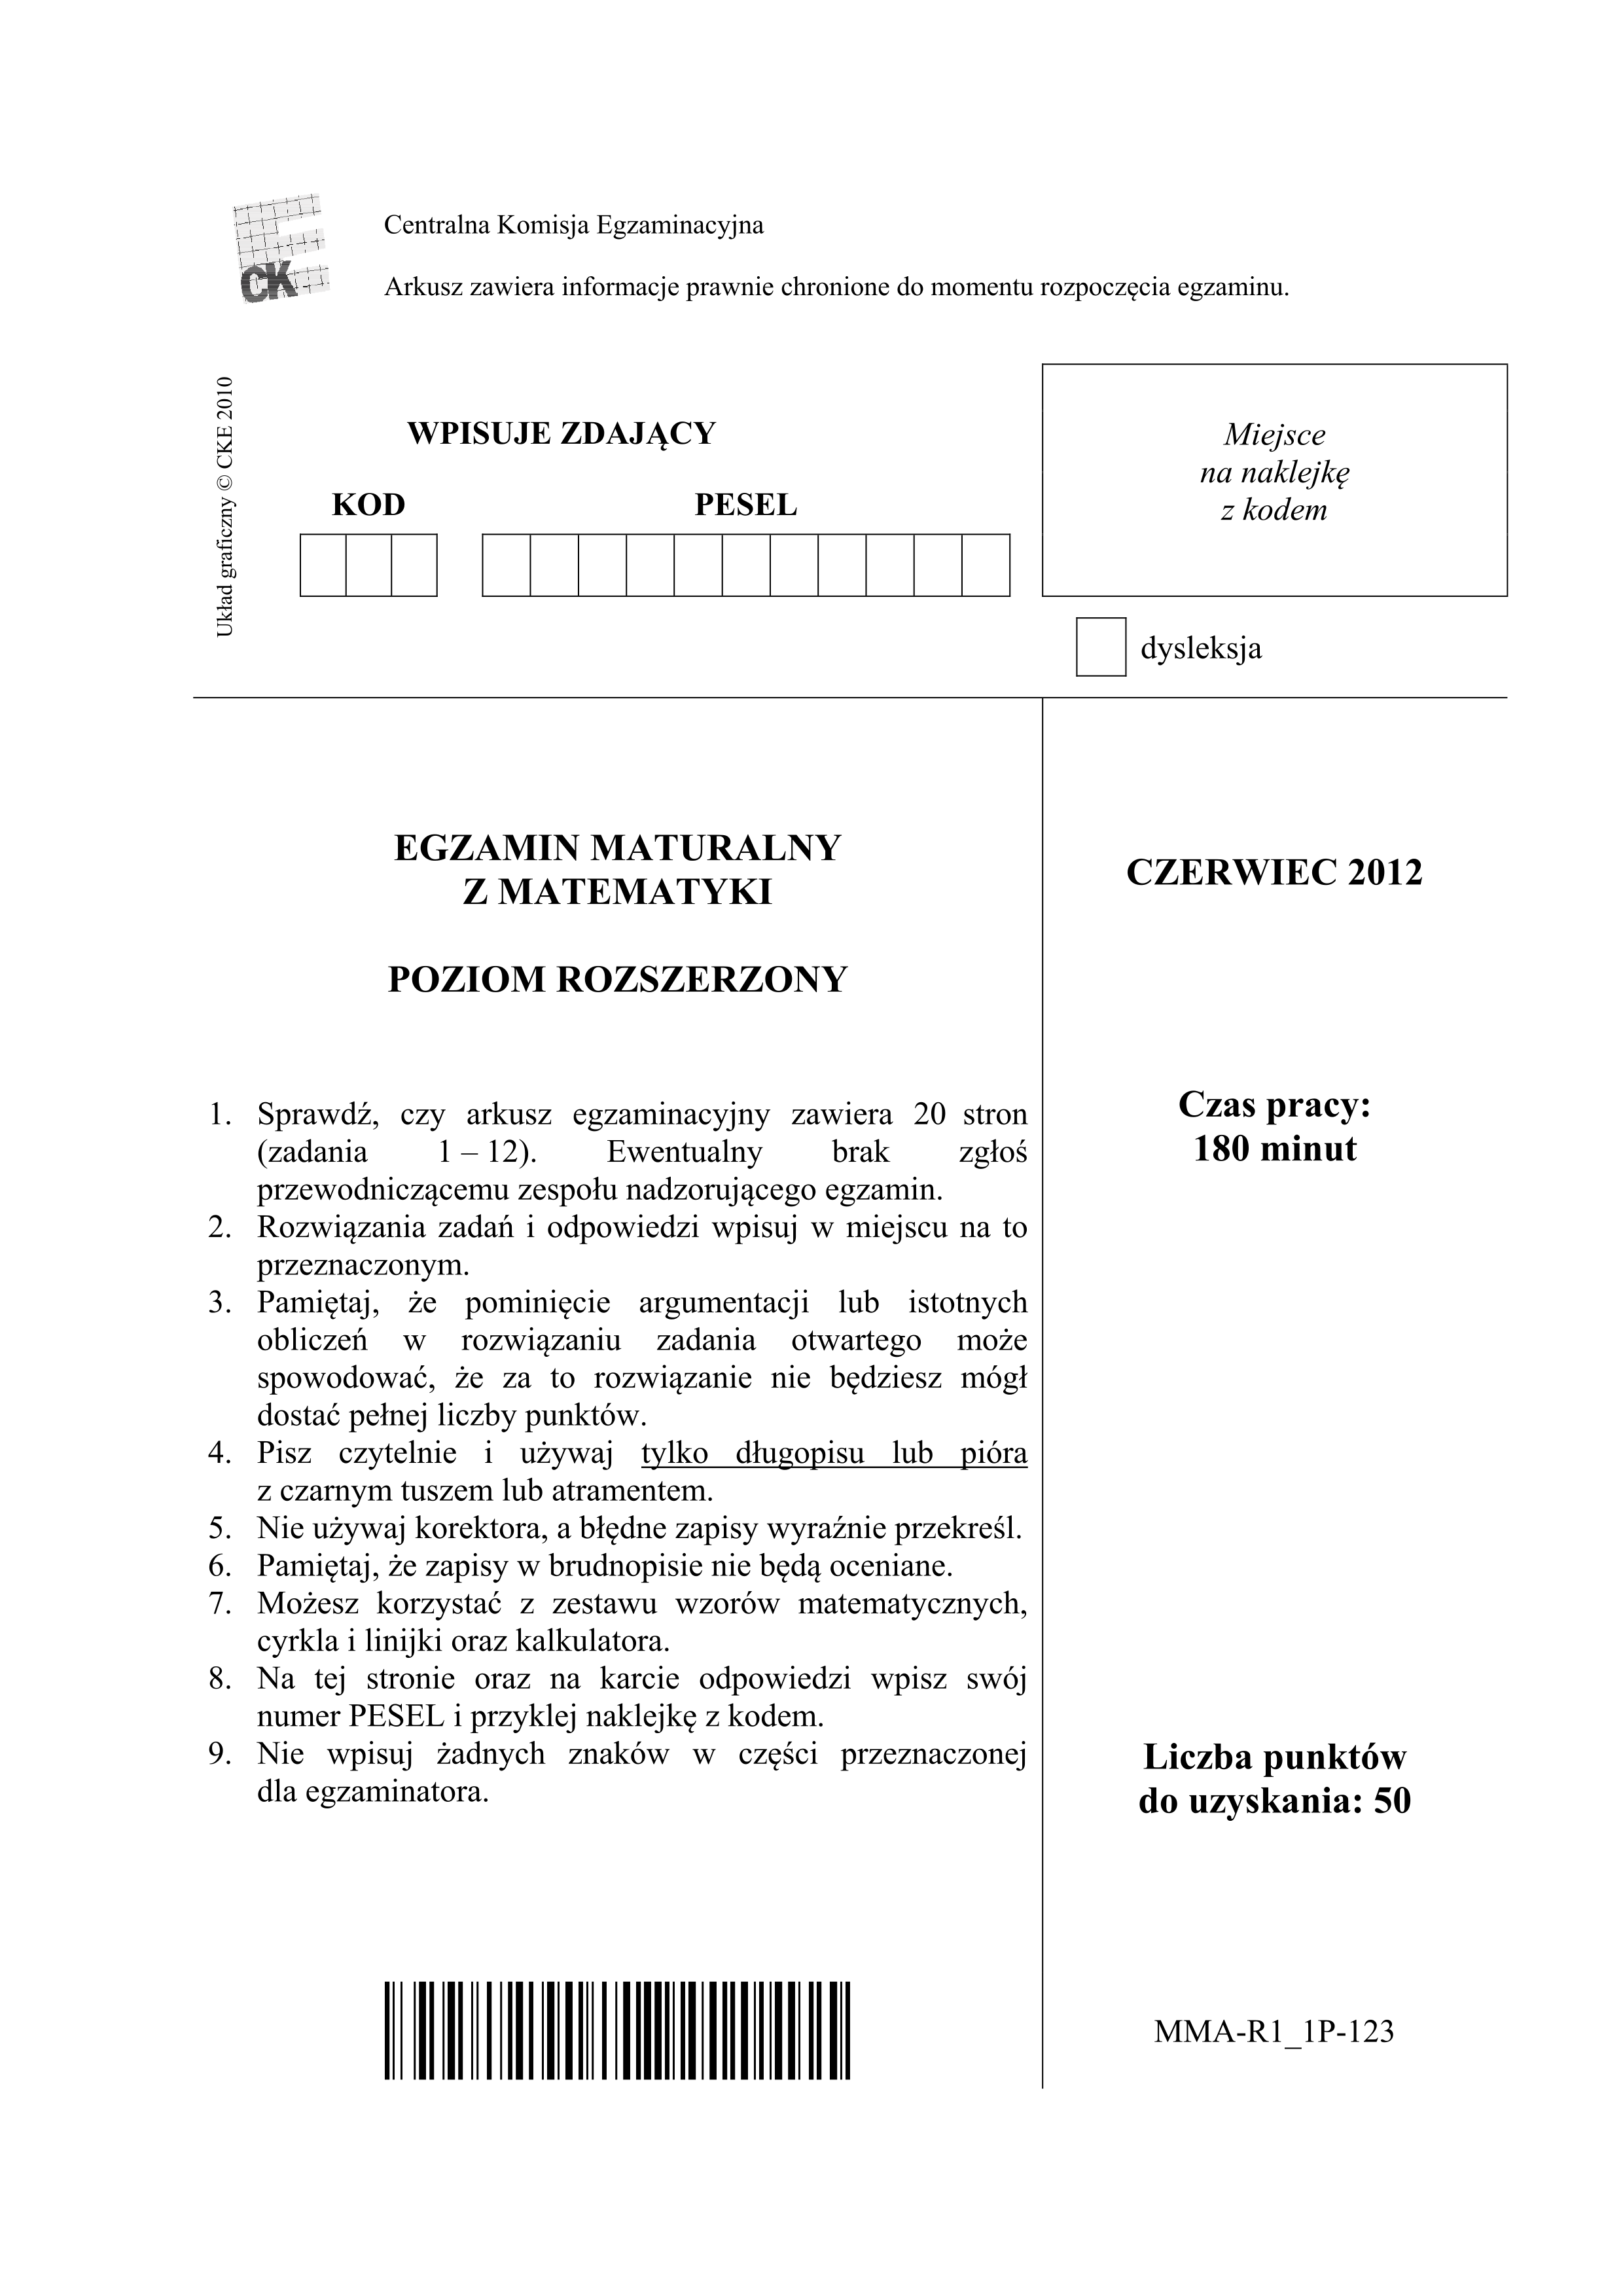 CKE
Centralna Komisja Egzaminacyjna
Arkusz zawiera informacje prawnie chronione do momentu rozpoczęcia egzaminu.
Układ graficzny © CKE 2010
WPISUJE ZDAJĄCY
KOD
PESEL
Miejsce
na naklejkę
z kodem
dysleksja
EGZAMIN MATURALNY
Z MATEMATYKI
POZIOM ROZSZERZONY
CZERWIEC 2012
1. Sprawdź, czy arkusz egzaminacyjny zawiera 20 stron
(zadania 1 – 12). Ewentualny brak zgłoś
przewodniczącemu zespołu nadzorującego egzamin.
2. Rozwiązania zadań i odpowiedzi wpisuj w miejscu na to
przeznaczonym.
3. Pamiętaj, że pominięcie argumentacji lub istotnych
obliczeń w rozwiązaniu zadania otwartego może
spowodować, że za to rozwiązanie nie będziesz mógł
dostać pełnej liczby punktów.
4. Pisz czytelnie i używaj tylko długopisu lub pióra
z czarnym tuszem lub atramentem.
5. Nie używaj korektora, a błędne zapisy wyraźnie przekreśl.
6. Pamiętaj, że zapisy w brudnopisie nie będą oceniane.
7. Możesz korzystać z zestawu wzorów matematycznych,
cyrkla i linijki oraz kalkulatora.
8. Na tej stronie oraz na karcie odpowiedzi wpisz swój
numer PESEL i przyklej naklejkę z kodem.
9. Nie wpisuj żadnych znaków w części przeznaczonej
dla egzaminatora.
Czas pracy:
180 minut
Liczba punktów
do uzyskania: 50
MMA-R1_1P-123